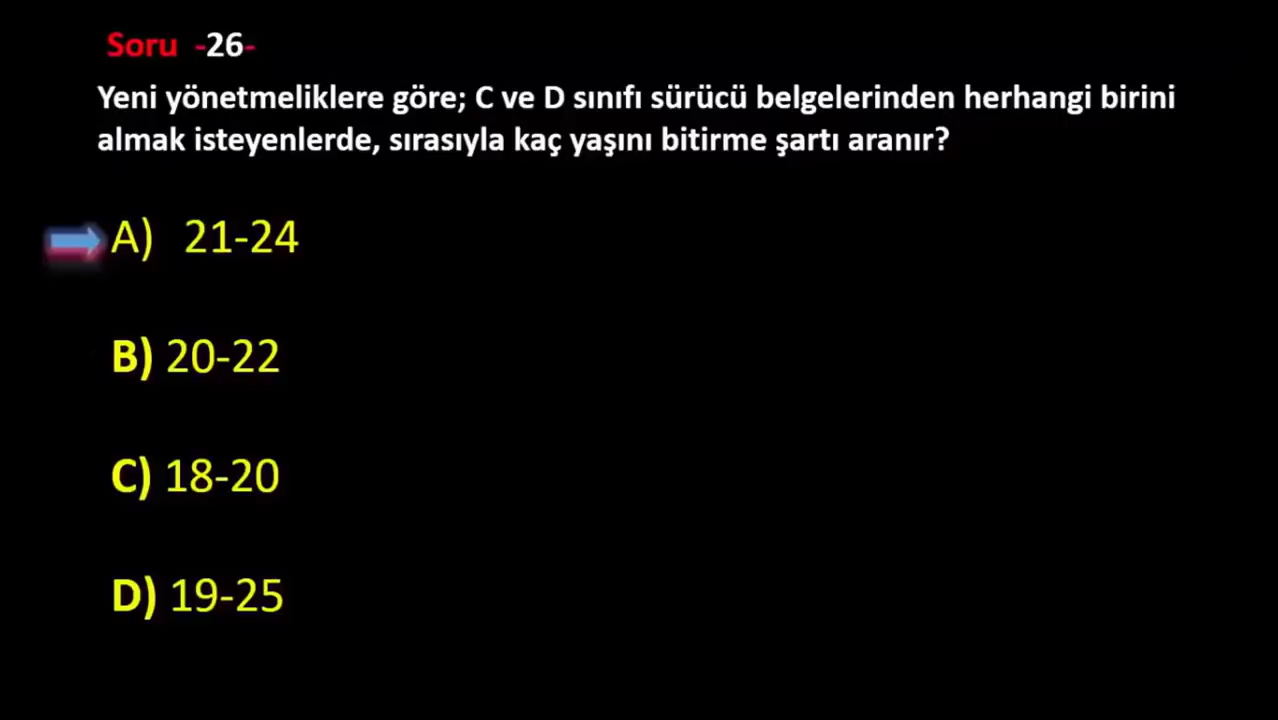 Soru -26-
Yeni yönetmeliklere göre; C ve D sınıfı sürücü belgelerinden herhangi birini
almak isteyenlerde, sırasıyla kaç yaşını bitirme şartı aranır?
A) 21-24
B) 20-22
C) 18-20
D) 19-25